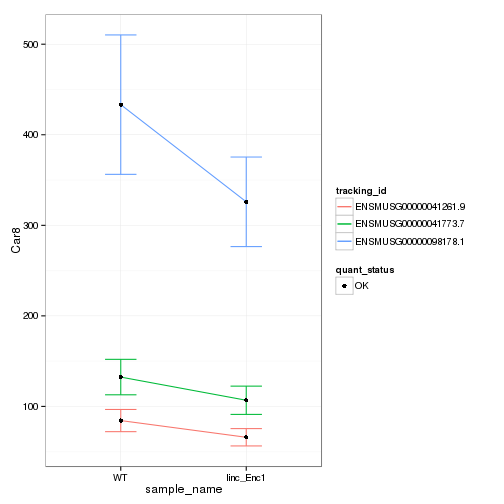 500
400
300
200
100
Car8
WT
linc_Enc1
sample_name
tracking_id
ENSMUSG00000041261.9
ENSMUSG00000041773.7
ENSMUSG00000098178.1
quant_status
OK